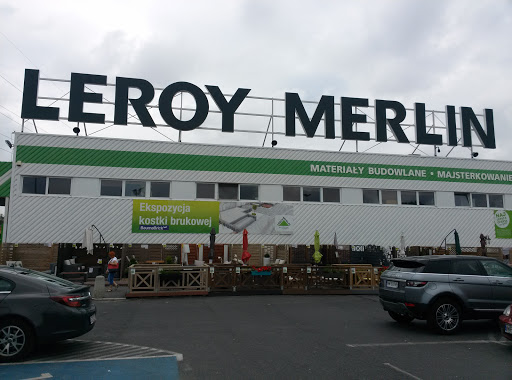 LEROY MERLIN
MATERIAŁY BUDOWLANE • MAJSTERKOWANIE
Ekspozycja
kostki brukowej